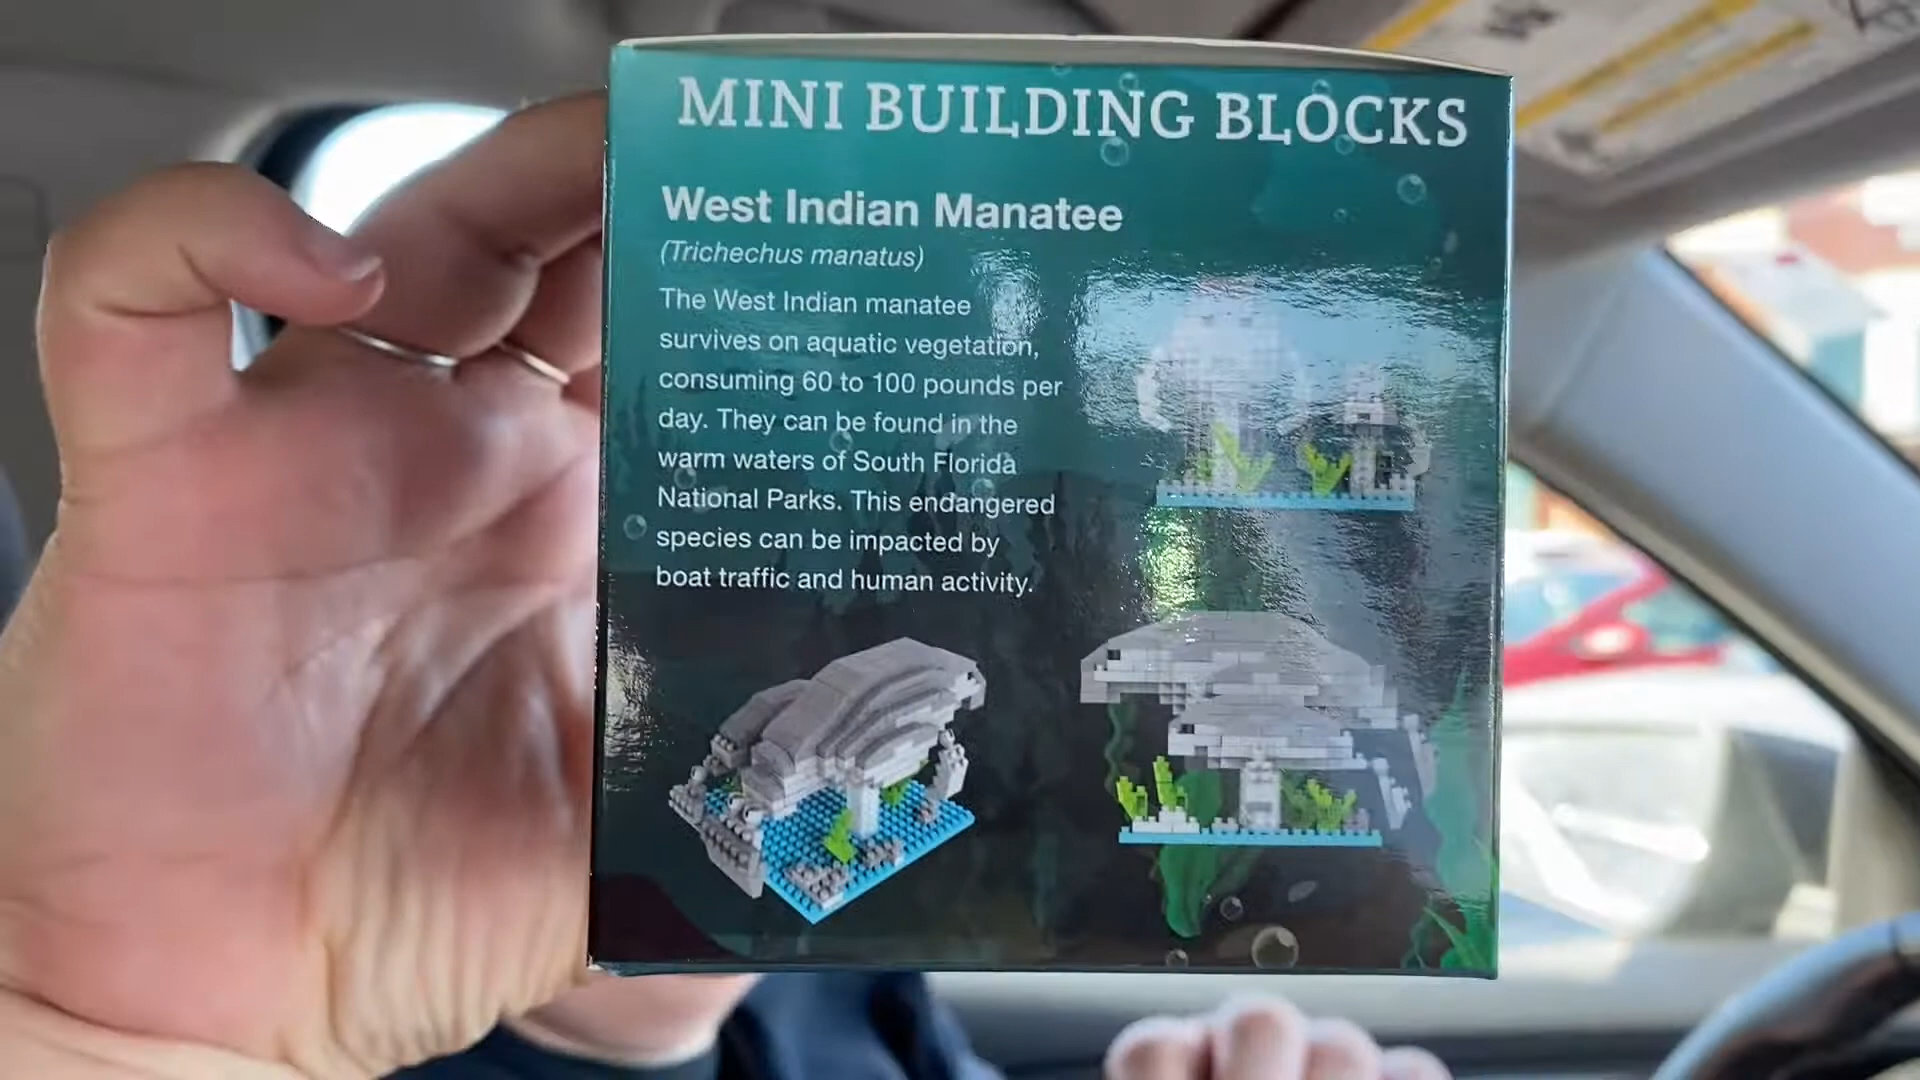 MINI BUILDING BLOCKS
West Indian Manatee
(Trichechus manatus)
The West Indian manatee
survives on aquatic vegetation,
consuming 60 to 100 pounds per
day. They can be found in the
warm waters of South Florida
National Parks. This endangered
species can be impacted by
boat traffic and human activity.